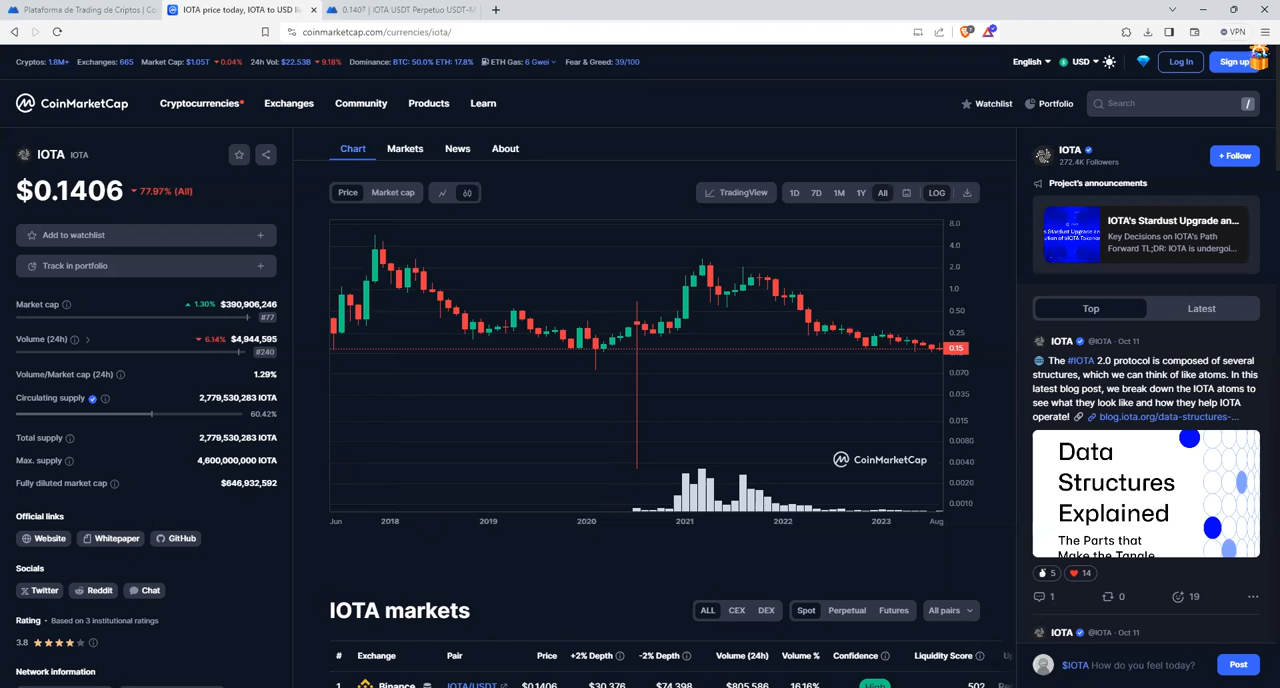 Plataforma de Trading de Criptos | Co
IOTA price today, IOTA to USD li
0.1407 | IOTA USDT Perpetuo USDT-M
coinmarketcap.com/currencies/iota/
VPN
Cryptos: 1.8M+ Exchanges: 665 Market Cap: $1.05T 0.04% 24h Vol: $22.53B 9.18% Dominance: BTC: 50.0% ETH: 17.8% ETH Gas: 6 Gwei Fear & Greed: 39/100
English USD Log In Sign up
CoinMarketCap
Cryptocurrencies Exchanges Community Products Learn
Watchlist Portfolio Search /
IOTA IOTA
$0.1406 77.97% (All)
Add to watchlist +
Track in portfolio +
Market cap 1.30% $390,906,246
#77
Volume (24h) 6.14% $4,944,595
#240
Volume/Market cap (24h) 1.29%
Circulating supply 2,779,530,283 IOTA
60.42%
Total supply 2,779,530,283 IOTA
Max. supply 4,600,000,000 IOTA
Fully diluted market cap $646,932,592
Official links
Website Whitepaper GitHub
Socials
Twitter Reddit Chat
Rating · Based on 3 institutional ratings
3.8
Network information
Chart Markets News About
Price Market cap
TradingView 1D 7D 1M 1Y All LOG
8.0
4.0
2.0
1.0
0.50
0.25
0.15
0.070
0.035
0.015
0.0080
0.0040
0.0020
0.0010
CoinMarketCap
Jun 2018 2019 2020 2021 2022 2023 Aug
IOTA markets
ALL CEX DEX Spot Perpetual Futures All pairs
# Exchange Pair Price +2% Depth -2% Depth Volume (24h) Volume % Confidence Liquidity Score
1 Binance IOTA/USDT $0.1406 $30,376 $74,398 $805,586 16.16% High 502
IOTA
272.4K Followers
+ Follow
Project's announcements
IOTA's Stardust Upgrade an...
Key Decisions on IOTA's Path
Forward TL;DR: IOTA is undergoi...
Top Latest
IOTA @IOTA · Oct 11
The #IOTA 2.0 protocol is composed of several
structures, which we can think of like atoms. In this
latest blog post, we break down the IOTA atoms to
see what they look like and how they help IOTA
operate! blog.iota.org/data-structures-...
Data
Structures
Explained
The Parts that
Make the Tangle
5 14
1 0 19 ...
IOTA @IOTA · Oct 11
$IOTA How do you feel today?
Post